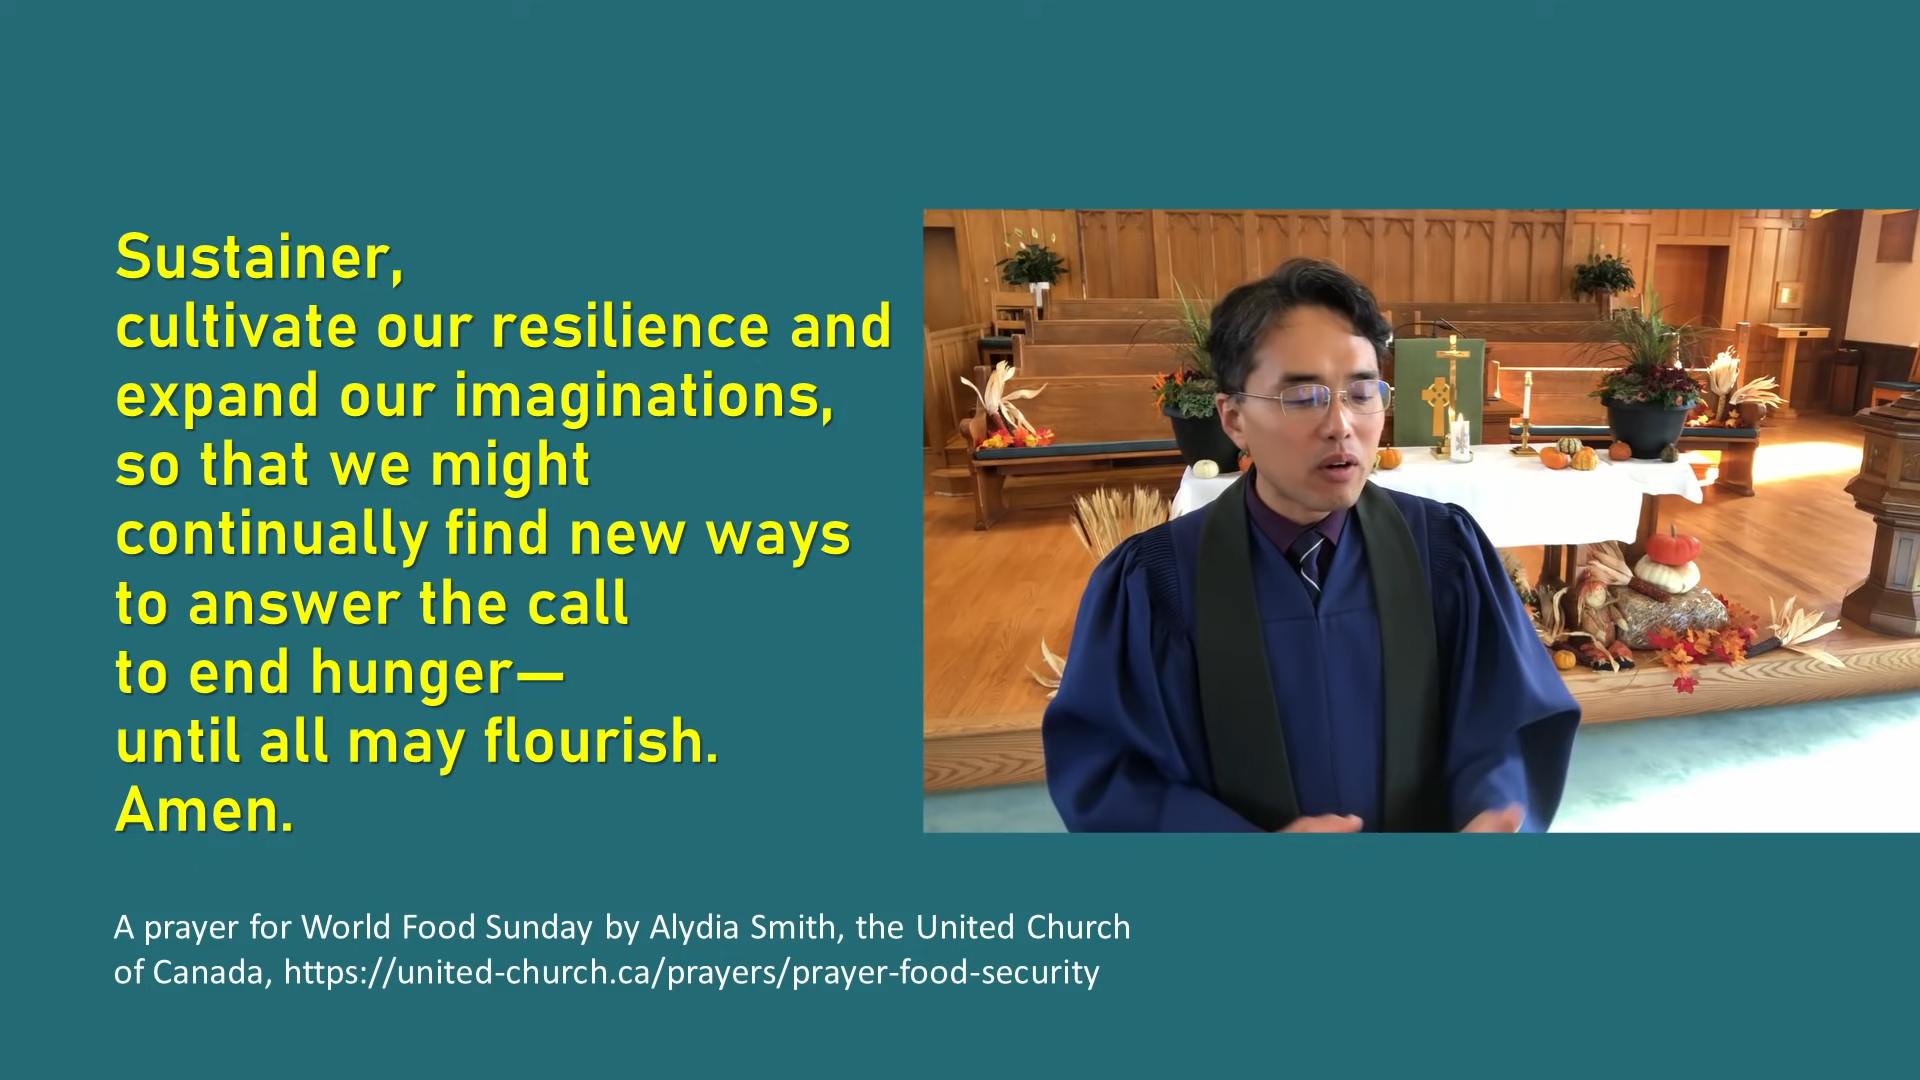 Sustainer,
cultivate our resilience and
expand our imaginations,
so that we might
continually find new ways
to answer the call
to end hunger—
until all may flourish.
Amen.
A prayer for World Food Sunday by Alydia Smith, the United Church
of Canada, https://united-church.ca/prayers/prayer-food-security